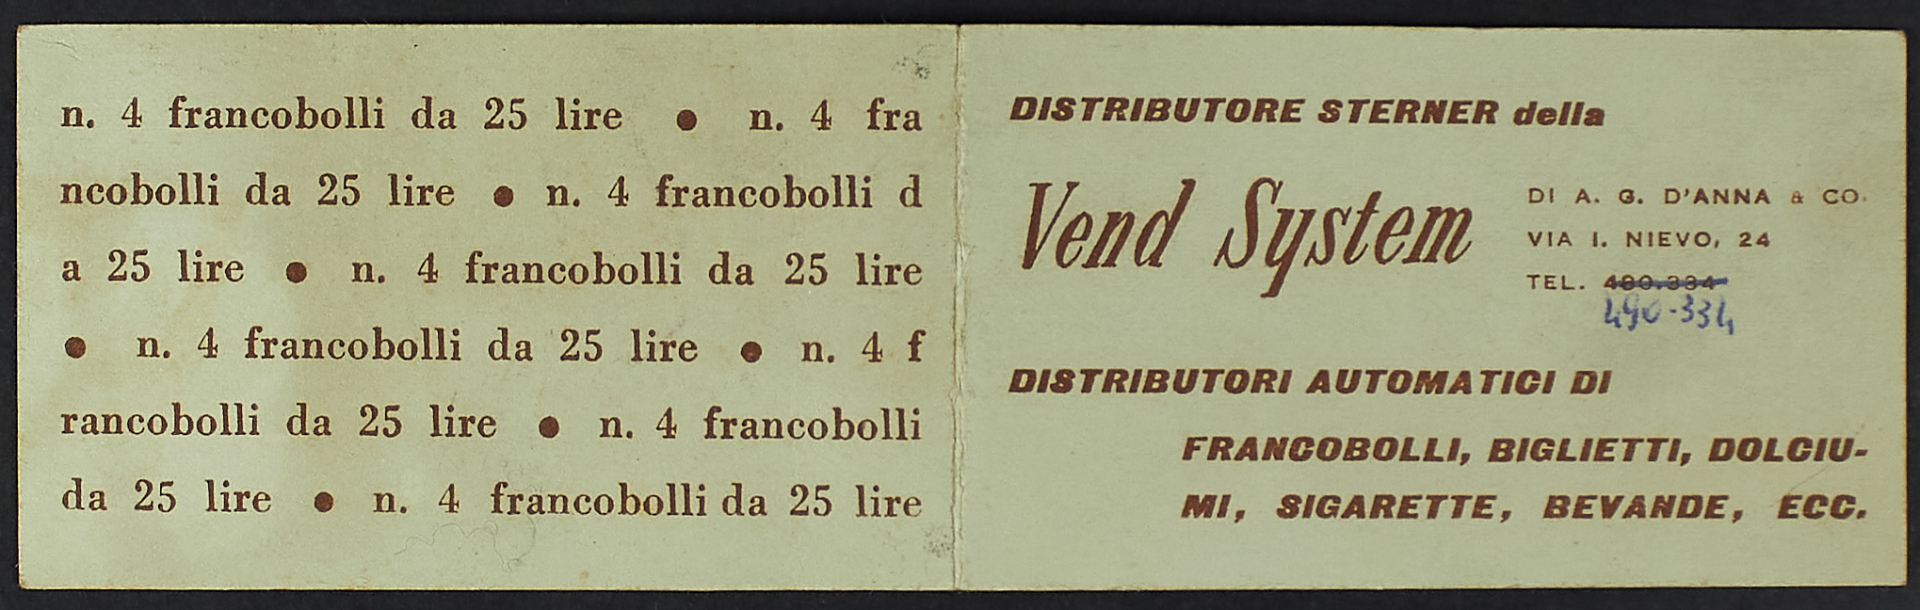 n. 4 francobolli da 25 lire ● n. 4 fra
ncobolli da 25 lire ● n. 4 francobolli d
a 25 lire ● n. 4 francobolli da 25 lire
● n. 4 francobolli da 25 lire ● n. 4 f
rancobolli da 25 lire ● n. 4 francobolli
da 25 lire ● n. 4 francobolli da 25 lire
DISTRIBUTORE STERNER della
Vend System
DI A. G. D'ANNA & CO.
VIA I. NIEVO, 24
TEL. 480.334
490-334
DISTRIBUTORI AUTOMATICI DI
FRANCOBOLLI, BIGLIETTI, DOLCIU-
MI, SIGARETTE, BEVANDE, ECC.